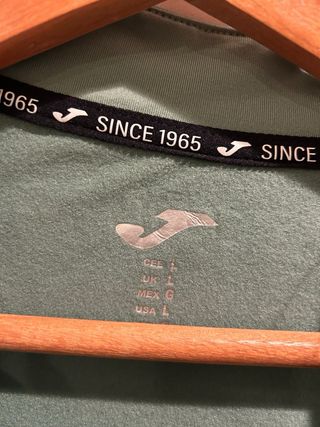 1965 SINCE 1965 SINCE
CEE L
UK L
MEX G
USA L